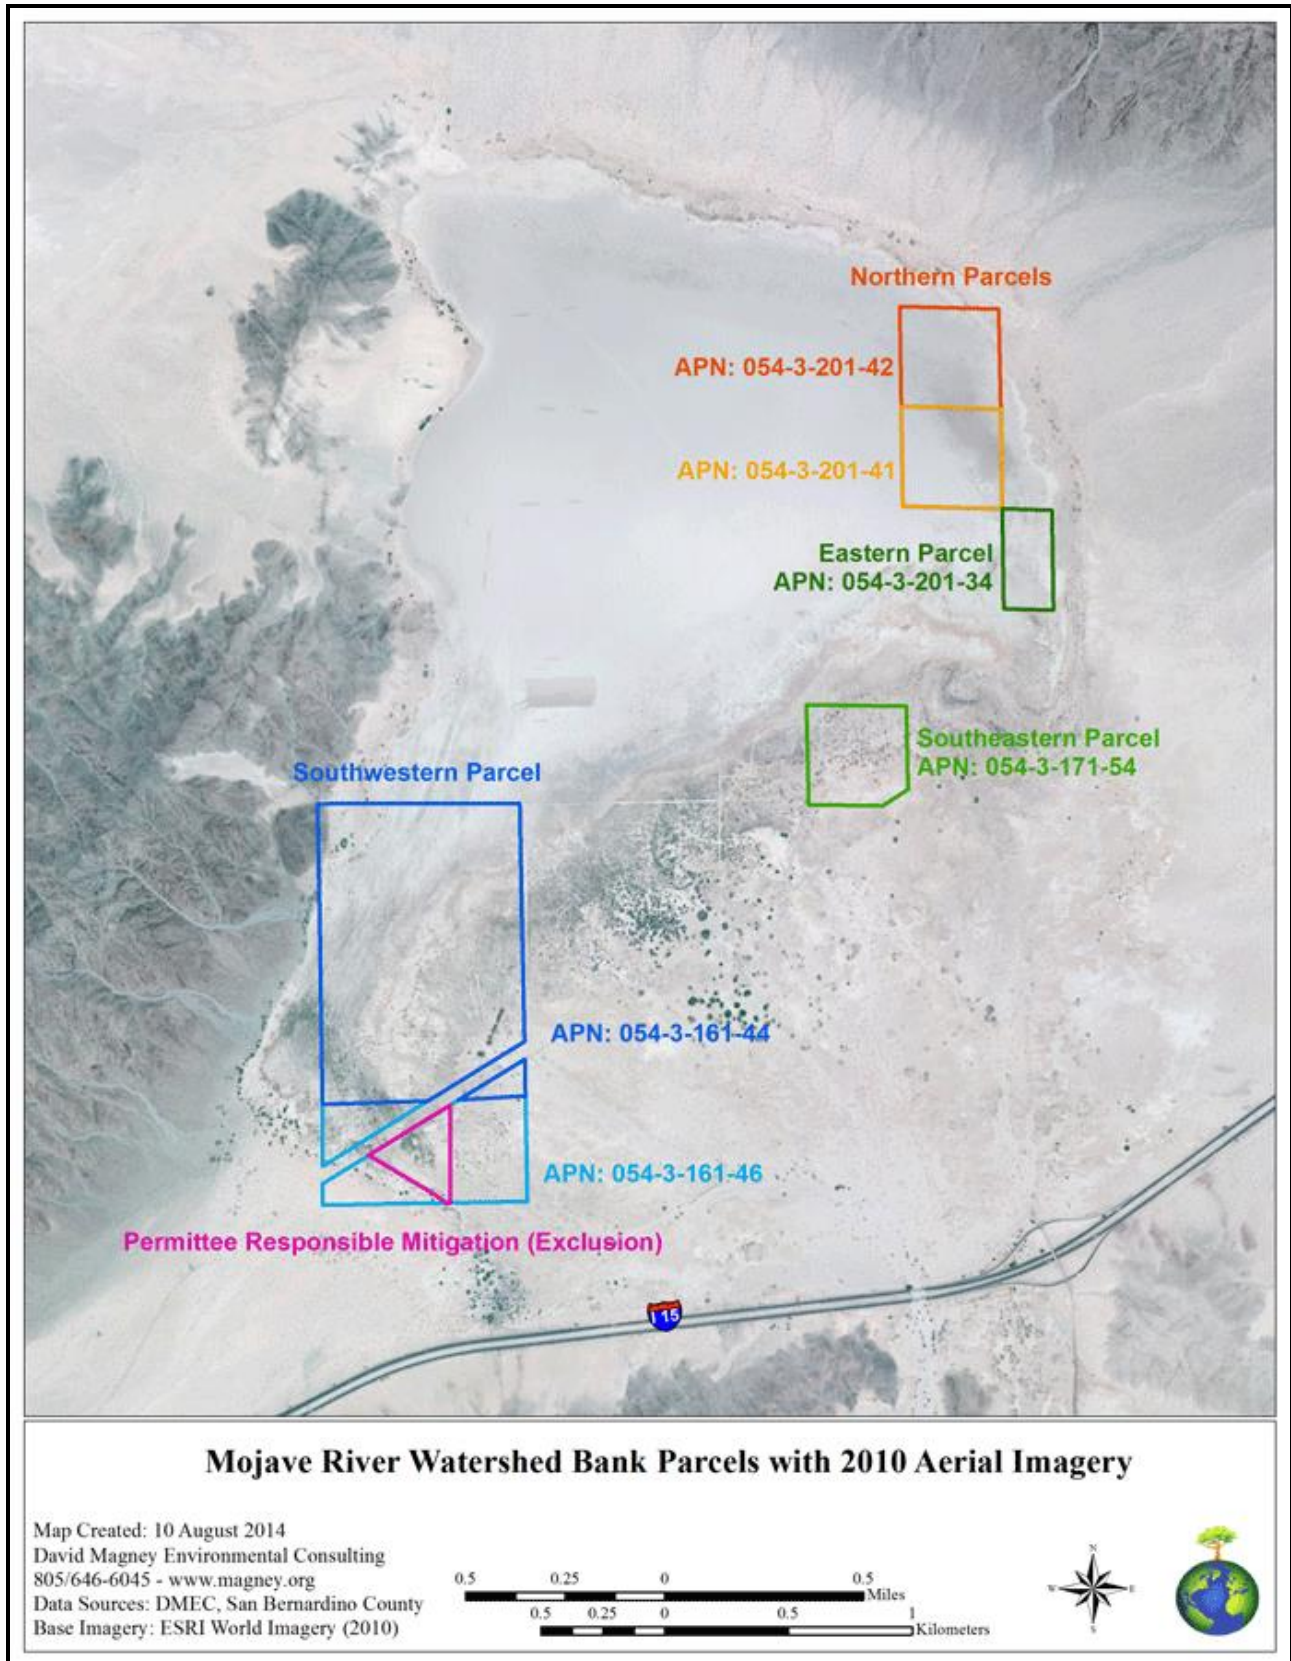 Northern Parcels
APN: 054-3-201-42
APN: 054-3-201-41
Eastern Parcel
APN: 054-3-201-34
Southeastern Parcel
APN: 054-3-171-54
Southwestern Parcel
APN: 054-3-161-44
APN: 054-3-161-46
Permittee Responsible Mitigation (Exclusion)
I 15
Mojave River Watershed Bank Parcels with 2010 Aerial Imagery
Map Created: 10 August 2014
David Magney Environmental Consulting
805/646-6045 - www.magney.org
Data Sources: DMEC, San Bernardino County
Base Imagery: ESRI World Imagery (2010)
0.5 0.25 0 0.5
Miles
0.5 0.25 0 0.5 1
Kilometers
N
W E
S